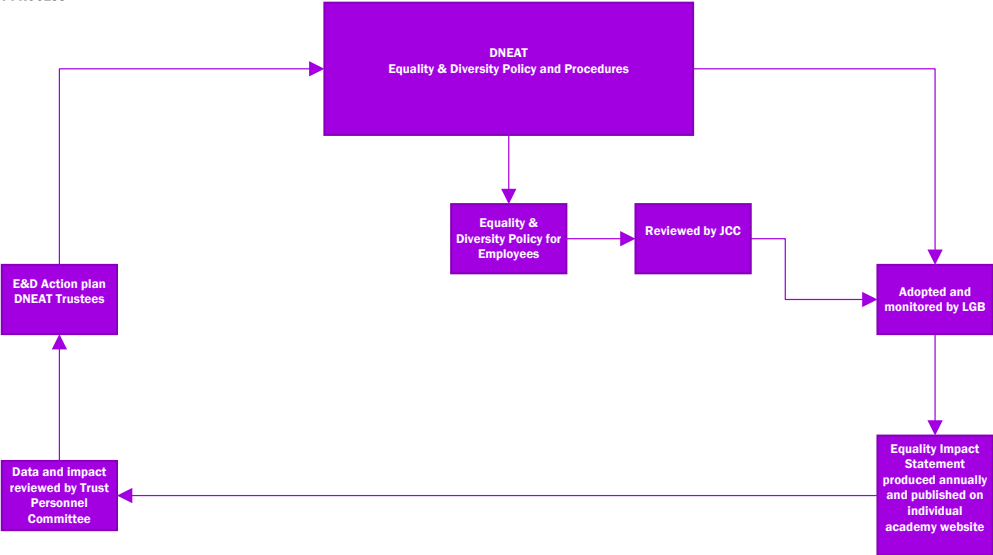 DNEAT
Equality & Diversity Policy and Procedures
Equality &
Diversity Policy for
Employees
Reviewed by JCC
E&D Action plan
DNEAT Trustees
Adopted and
monitored by LGB
Equality Impact
Statement
produced annually
and published on
individual
academy website
Data and impact
reviewed by Trust
Personnel
Committee